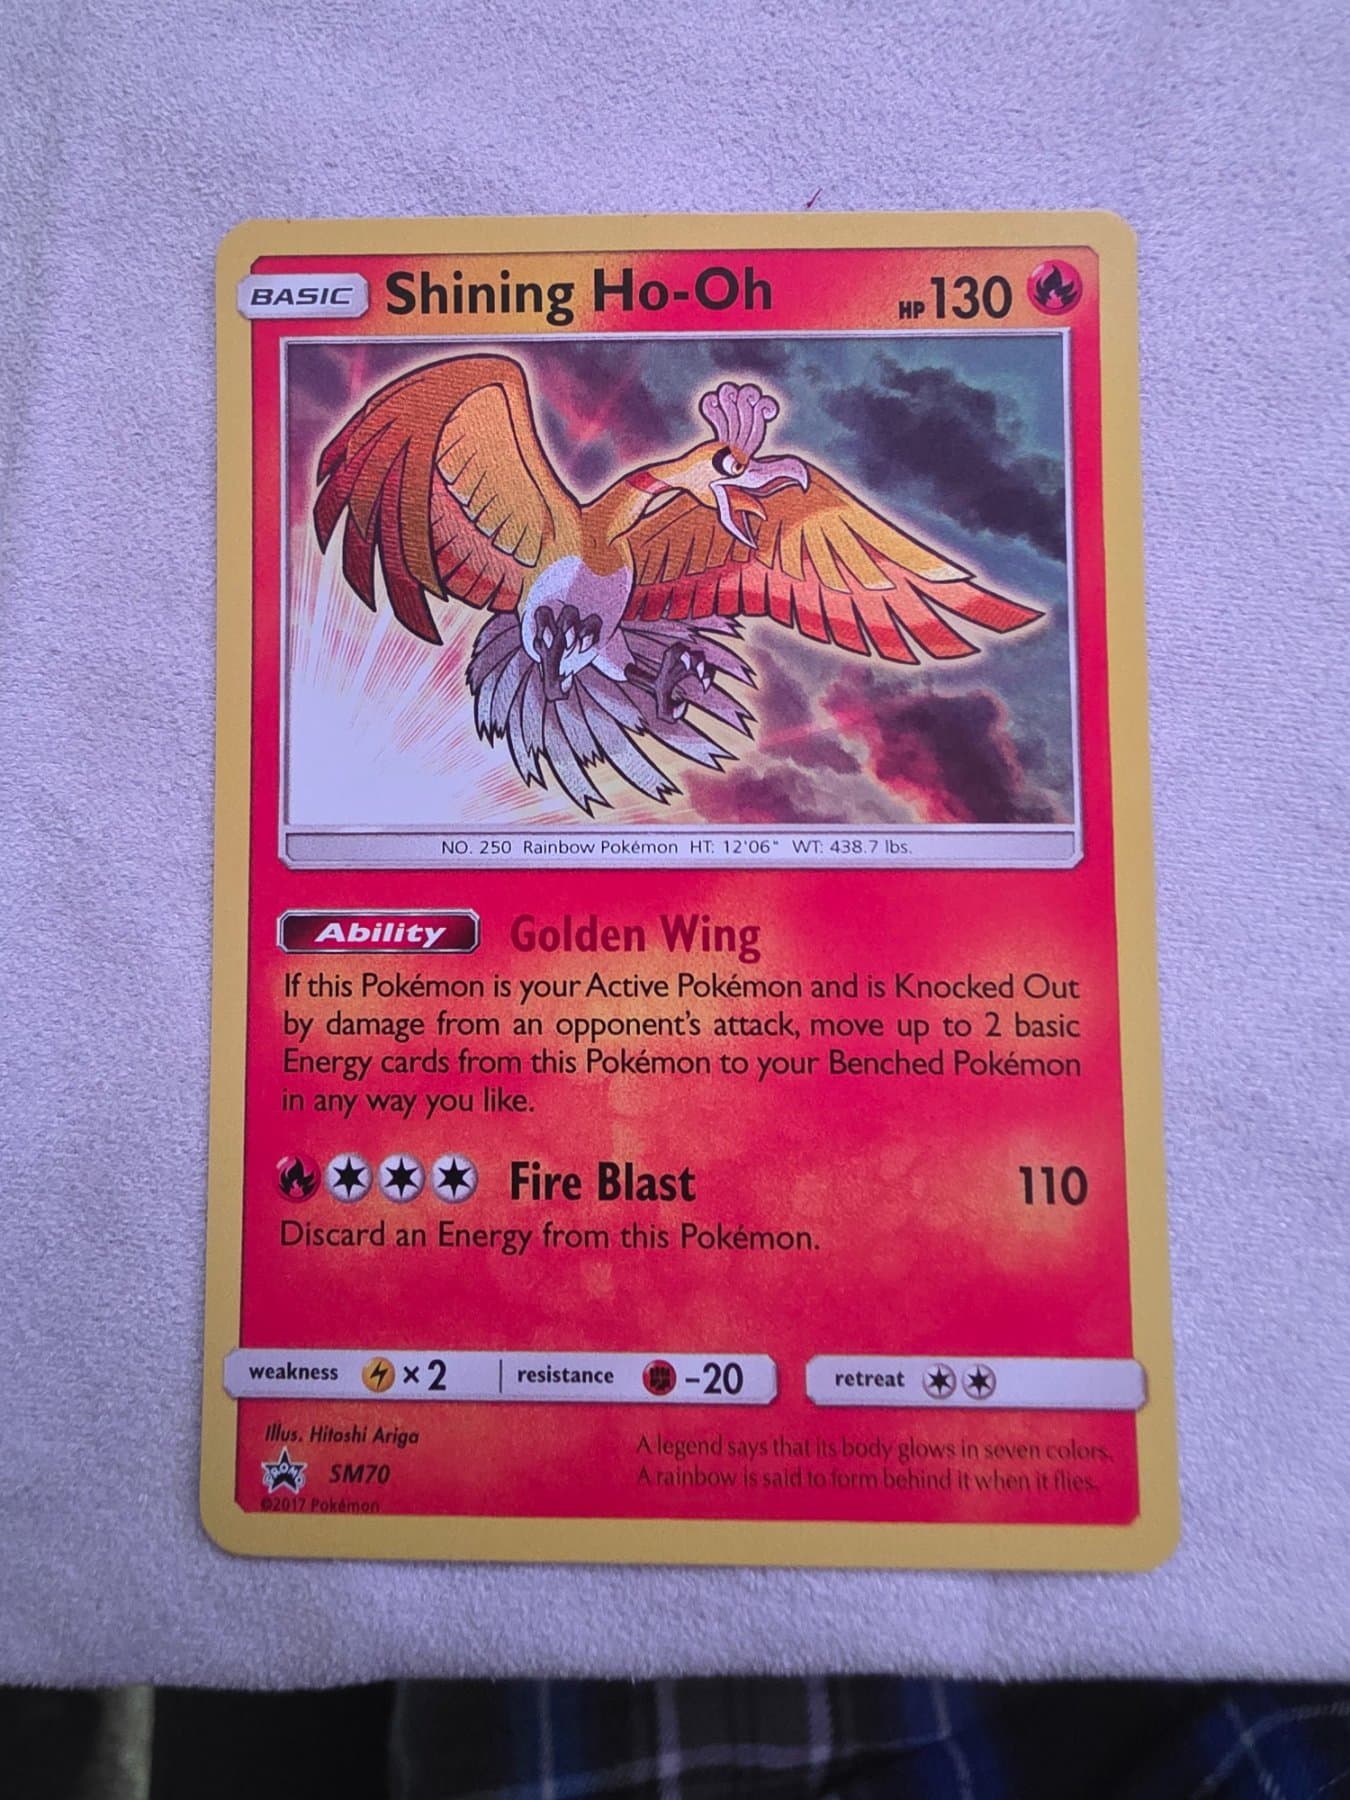 BASIC Shining Ho-Oh HP 130
NO. 250 Rainbow Pokémon HT: 12'06" WT: 438.7 lbs.
Ability Golden Wing
If this Pokémon is your Active Pokémon and is Knocked Out
by damage from an opponent's attack, move up to 2 basic
Energy cards from this Pokémon to your Benched Pokémon
in any way you like.
Fire Blast 110
Discard an Energy from this Pokémon.
weakness ×2 resistance -20 retreat
Illus. Hitoshi Ariga
PROMO SM70
©2017 Pokémon
A legend says that its body glows in seven colors.
A rainbow is said to form behind it when it flies.